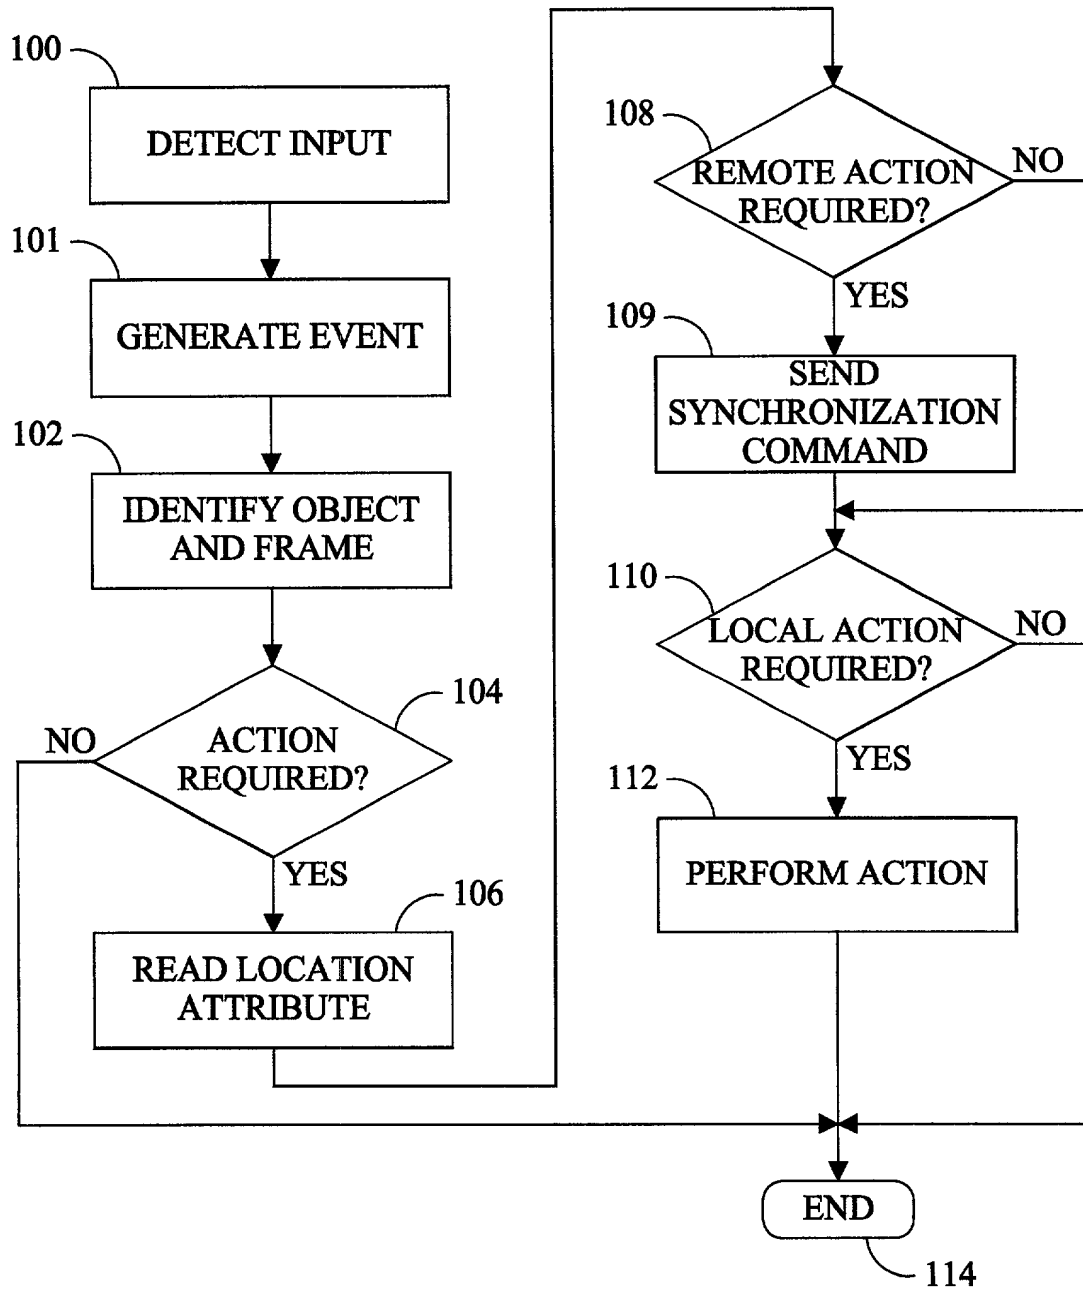 100
DETECT INPUT
101
GENERATE EVENT
102
IDENTIFY OBJECT
AND FRAME
104
NO
ACTION
REQUIRED?
YES
106
READ LOCATION
ATTRIBUTE
108
REMOTE ACTION
REQUIRED?
NO
YES
109
SEND
SYNCHRONIZATION
COMMAND
110
LOCAL ACTION
REQUIRED?
NO
YES
112
PERFORM ACTION
END
114